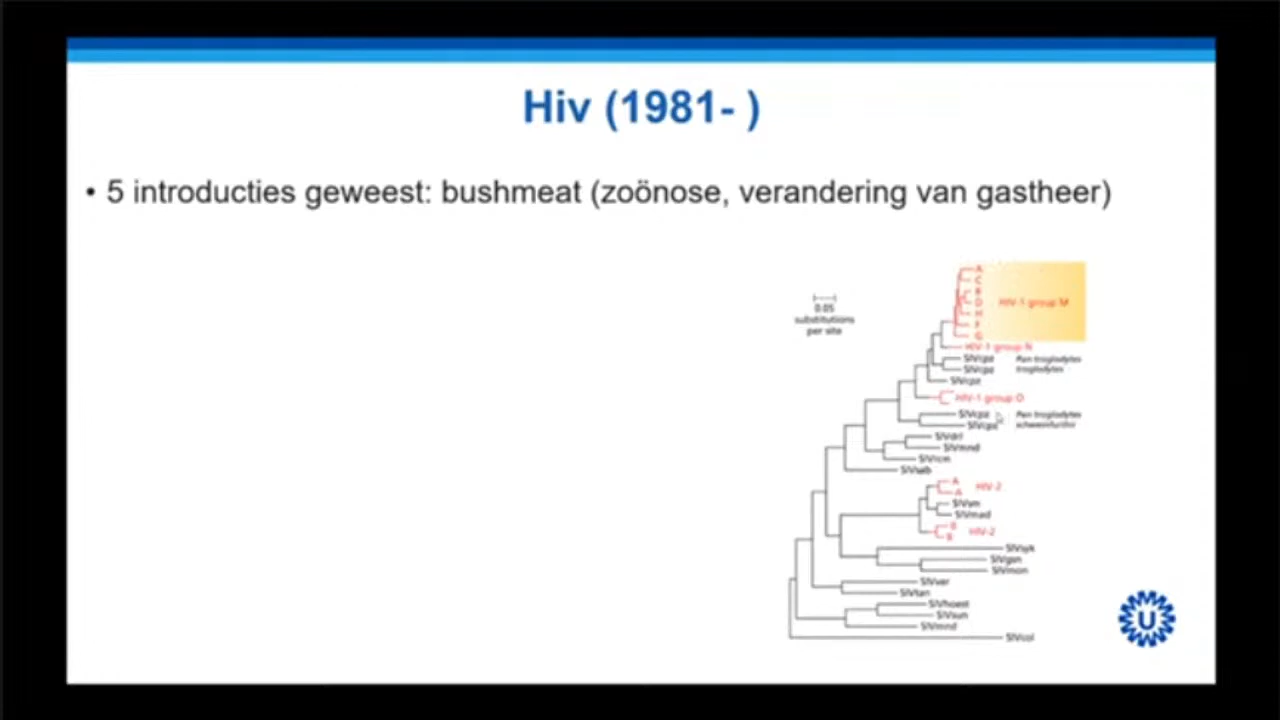 Hiv (1981- )
• 5 introducties geweest: bushmeat (zoönose, verandering van gastheer)
0.05
substitutions
per site
A
C
D
H
F
G
HIV-1 group M
HIV-1 group N
SIVcpz
SIVcpz
Pan troglodytes
troglodytes
SIVcpz
HIV-1 group O
SIVcpz
SIVcpz
Pan troglodytes
schweinfurthii
SIVdrl
SIVmnd
SIVrcm
SIVsab
A
A
HIV-2
SIVsm
SIVmad
B
B
HIV-2
SIVsyk
SIVgsn
SIVmon
SIVver
SIVtan
SIVhoest
SIVsun
SIVmnd
SIVcol
U